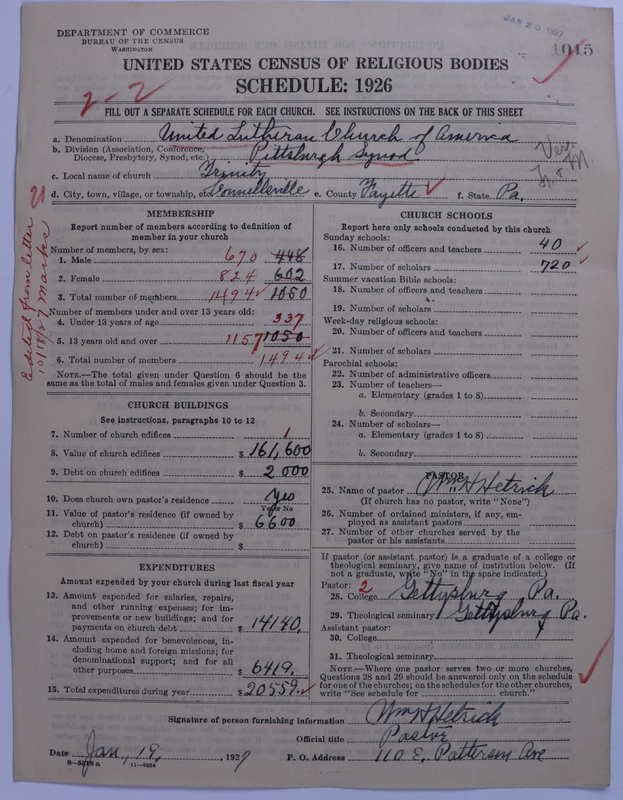 JAN 20 1927
1015
DEPARTMENT OF COMMERCE
BUREAU OF THE CENSUS
WASHINGTON
UNITED STATES CENSUS OF RELIGIOUS BODIES
SCHEDULE: 1926
2-2
FILL OUT A SEPARATE SCHEDULE FOR EACH CHURCH. SEE INSTRUCTIONS ON THE BACK OF THIS SHEET
a. Denomination United Lutheran Church of America
b. Division (Association, Conference, Diocese, Presbytery, Synod, etc.) Pittsburgh Synod
Ver.
c. Local name of church Trinity
d. City, town, village, or township, etc. Connellsville e. County Fayette f. State Pa.
MEMBERSHIP
Report number of members according to definition of
member in your church
Number of members, by sex:
1. Male 670 448
2. Female 824 602
3. Total number of members 1494 1050
Number of members under and over 13 years old:
4. Under 13 years of age 337
5. 13 years old and over 1157 1050
6. Total number of members 1494
NOTE.—The total given under Question 6 should be
same as the total of males and females given under Question 3.
CHURCH BUILDINGS
See instructions, paragraphs 10 to 12
7. Number of church edifices 1
8. Value of church edifices $ 161,600
9. Debt on church edifices $ 2000
10. Does church own pastor's residence Yes
Yes or No
11. Value of pastor's residence (if owned by
church) $ 6600
12. Debt on pastor's residence (if owned by
church) $
EXPENDITURES
Amount expended by your church during last fiscal year
13. Amount expended for salaries, repairs,
and other running expenses; for im-
provements or new buildings; and for
payments on church debt $ 14140.
14. Amount expended for benevolences, in-
cluding home and foreign missions; for
denominational support; and for all
other purposes $ 6419.
15. Total expenditures during year $ 20559.
CHURCH SCHOOLS
Report here only schools conducted by this church
Sunday schools:
16. Number of officers and teachers 40
17. Number of scholars 720
Summer vacation Bible schools:
18. Number of officers and teachers
19. Number of scholars
Week-day religious schools:
20. Number of officers and teachers
21. Number of scholars
Parochial schools:
22. Number of administrative officers
23. Number of teachers—
a. Elementary (grades 1 to 8)
b. Secondary
24. Number of scholars—
a. Elementary (grades 1 to 8)
b. Secondary
PASTOR
25. Name of pastor Wm H Hetrick
(If church has no pastor, write "None")
26. Number of ordained ministers, if any, em-
ployed as assistant pastors
27. Number of other churches served by the
pastor or his assistants
If pastor (or assistant pastor) is a graduate of a college or
theological seminary, give name of institution below. (If
not a graduate, write "No" in the space indicated.)
Pastor: 2
28. College Gettysburg Pa.
29. Theological seminary Gettysburg Pa.
Assistant pastor:
30. College
31. Theological seminary
NOTE.—Where one pastor serves two or more churches,
Questions 28 and 29 should be answered only on the schedule
for one of the churches; on the schedules for the other churches,
write "See schedule for church."
Signature of person furnishing information Wm H Hetrick
Official title Pastor
Date Jan, 19, 1927 P. O. Address 110 E. Patterson Ave
8-5518 a 11-9054